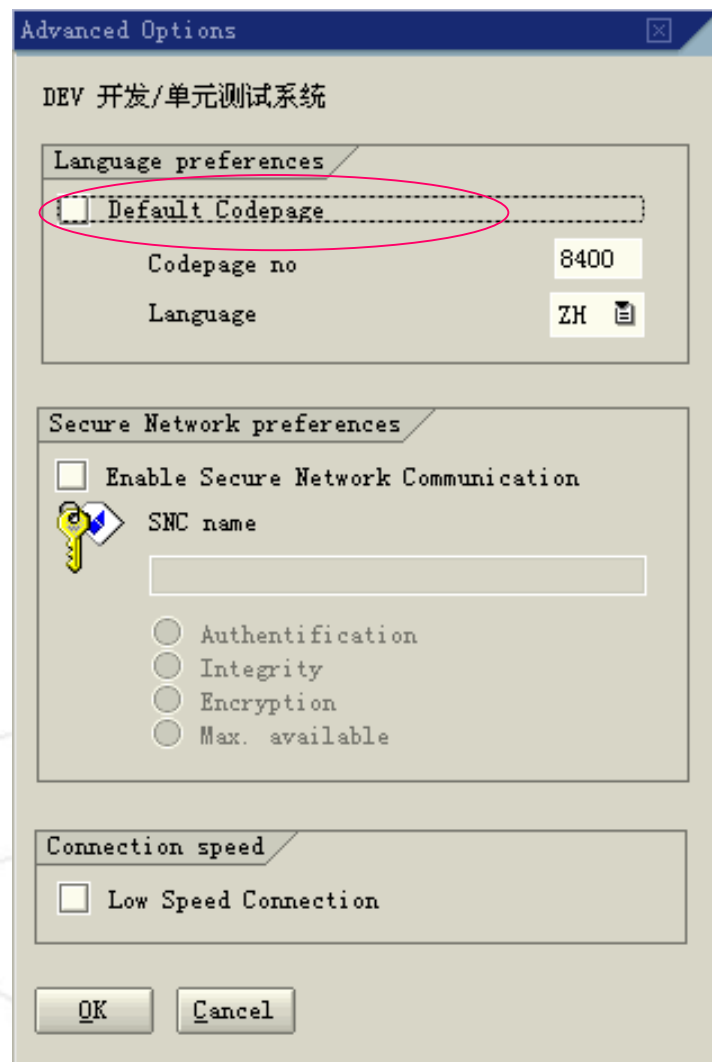 Advanced Options
DEV 开发/单元测试系统
Language preferences
Default Codepage
Codepage no 8400
Language ZH
Secure Network preferences
Enable Secure Network Communication
SNC name
Authentification
Integrity
Encryption
Max. available
Connection speed
Low Speed Connection
OK Cancel